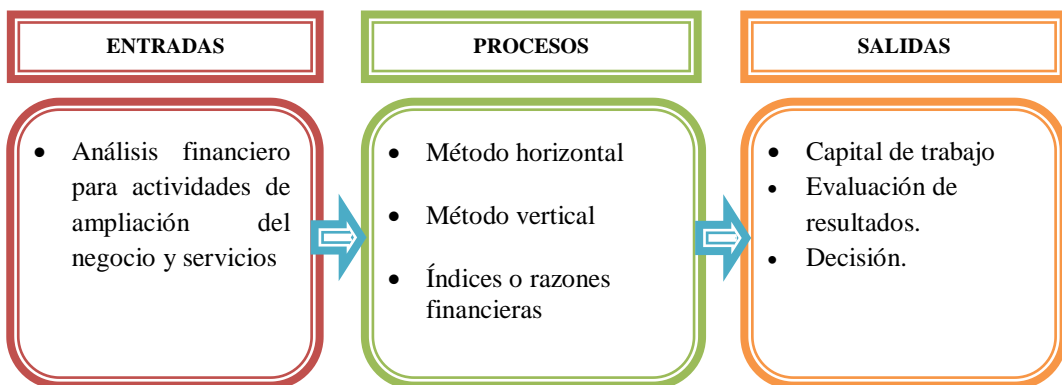 ENTRADAS
PROCESOS
SALIDAS
• Análisis financiero
para actividades de
ampliación del
negocio y servicios
• Método horizontal
• Método vertical
• Índices o razones
financieras
• Capital de trabajo
• Evaluación de
resultados.
• Decisión.